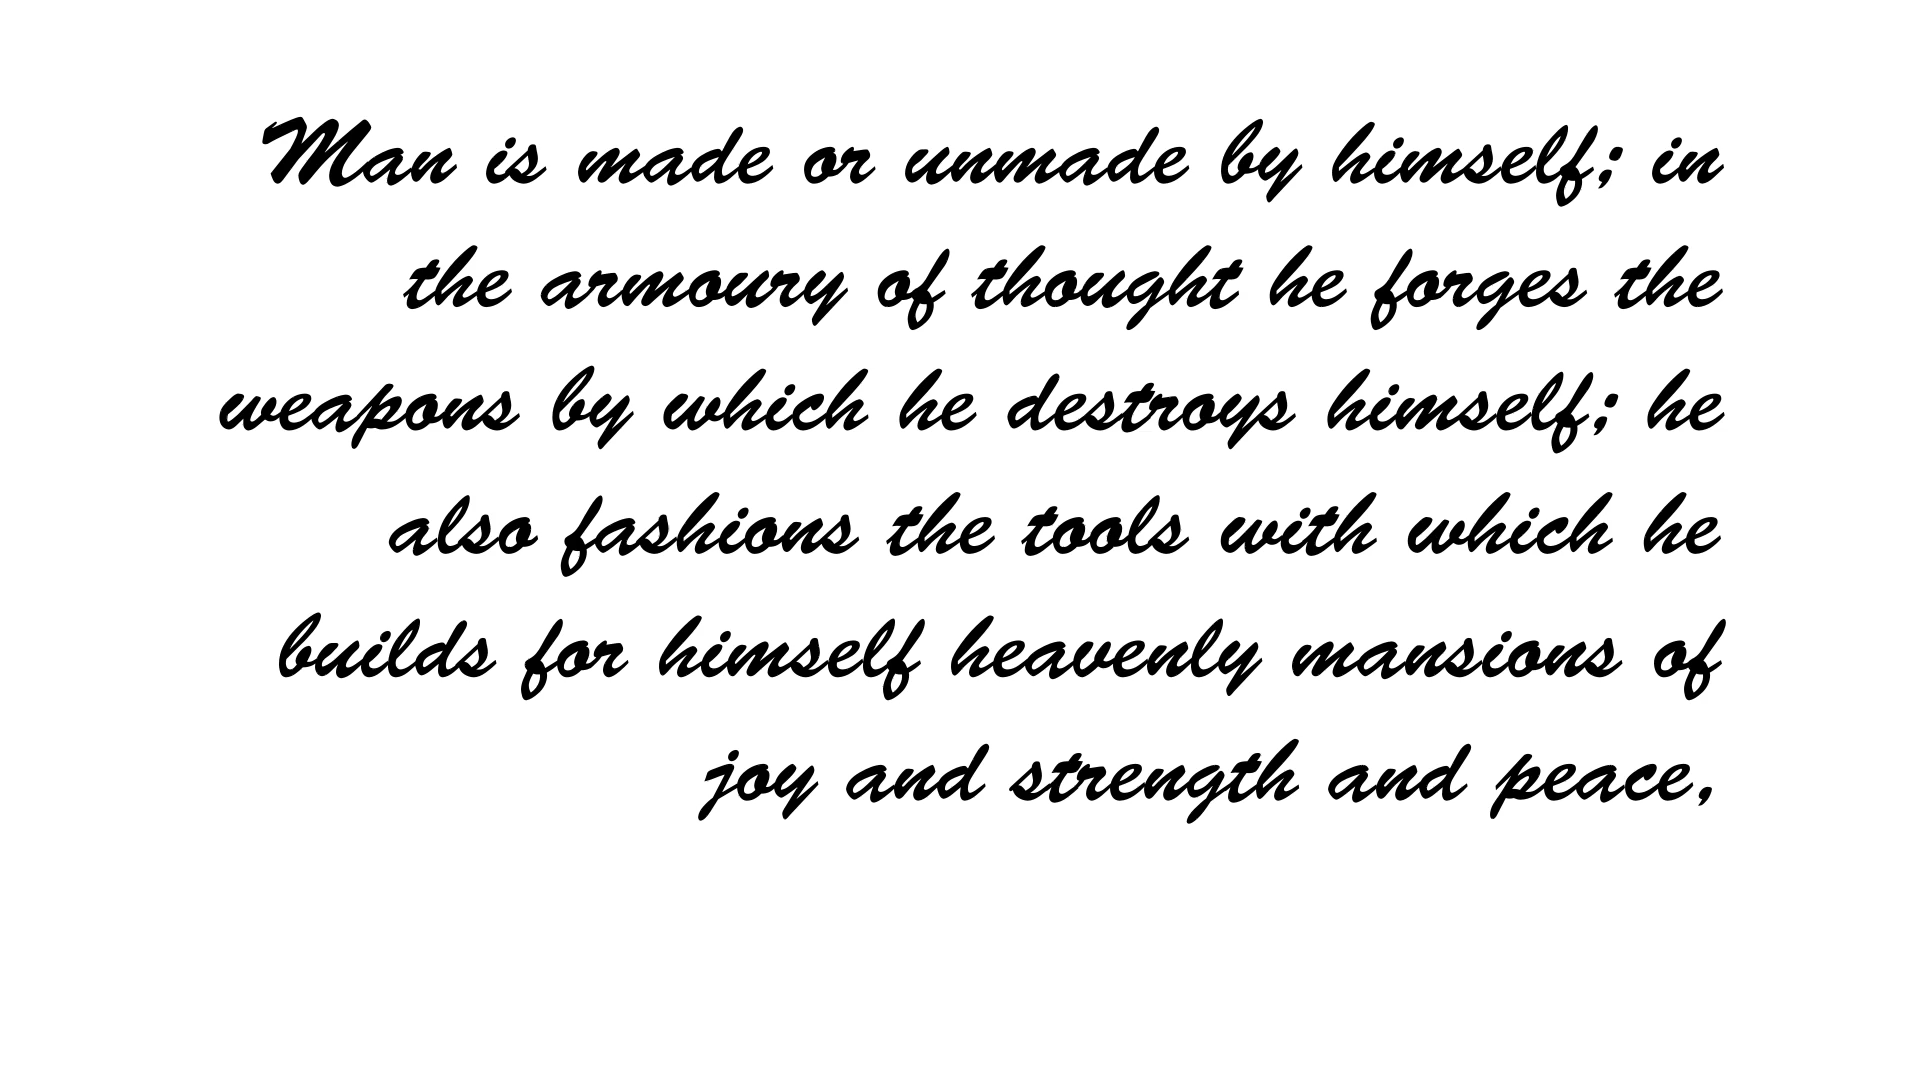 Man is made or unmade by himself; in
the armoury of thought he forges the
weapons by which he destroys himself; he
also fashions the tools with which he
builds for himself heavenly mansions of
joy and strength and peace,